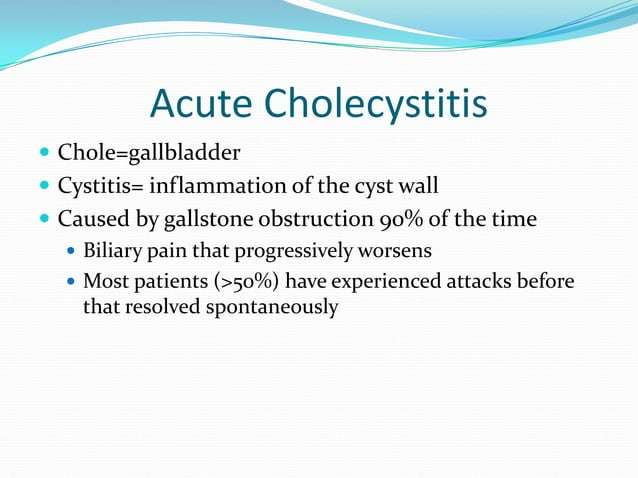 Acute Cholecystitis
• Chole=gallbladder
• Cystitis= inflammation of the cyst wall
• Caused by gallstone obstruction 90% of the time
• Biliary pain that progressively worsens
• Most patients (>50%) have experienced attacks before
that resolved spontaneously